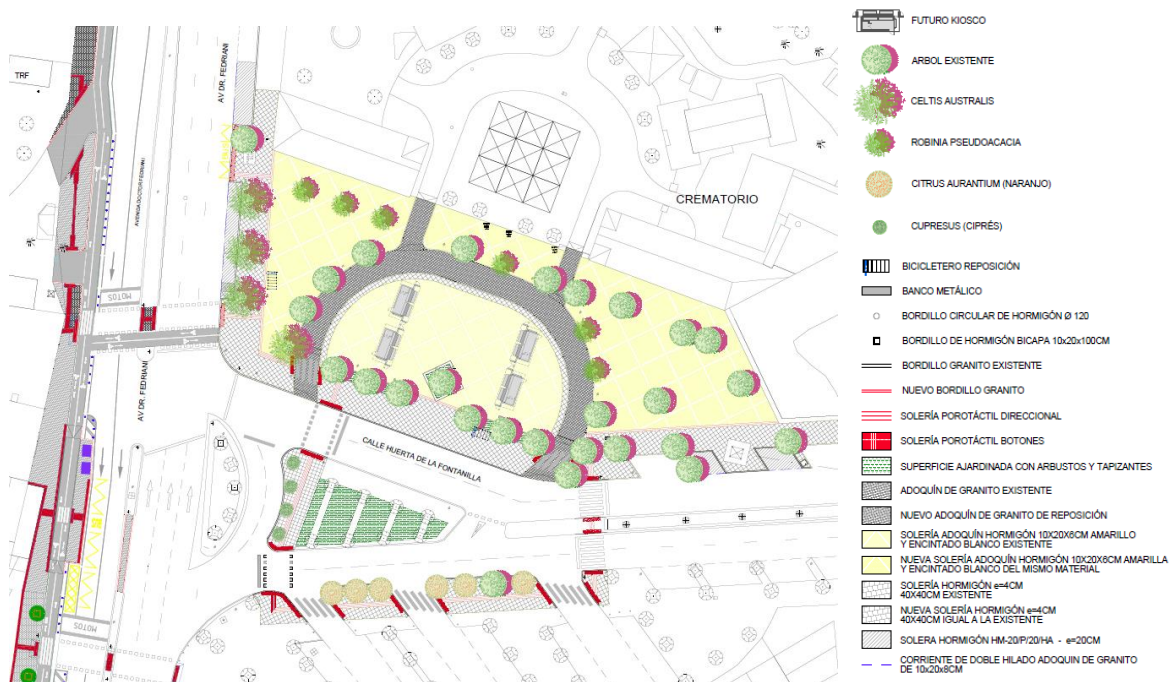 TRF
AV DR. FEDRIANI
AVENIDA DOCTOR FEDRIANI
CREMATORIO
MOTOS
AV DR. FEDRIANI
CALLE HUERTA DE LA FONTANILLA
MOTOS
FUTURO KIOSCO
ARBOL EXISTENTE
CELTIS AUSTRALIS
ROBINIA PSEUDOACACIA
CITRUS AURANTIUM (NARANJO)
CUPRESUS (CIPRÉS)
BICICLETERO REPOSICIÓN
BANCO METÁLICO
BORDILLO CIRCULAR DE HORMIGÓN Ø 120
BORDILLO DE HORMIGÓN BICAPA 10x20x100CM
BORDILLO GRANITO EXISTENTE
NUEVO BORDILLO GRANITO
SOLERÍA POROTÁCTIL DIRECCIONAL
SOLERÍA POROTÁCTIL BOTONES
SUPERFICIE AJARDINADA CON ARBUSTOS Y TAPIZANTES
ADOQUÍN DE GRANITO EXISTENTE
NUEVO ADOQUÍN DE GRANITO DE REPOSICIÓN
SOLERÍA ADOQUÍN HORMIGÓN 10X20X6CM AMARILLO
Y ENCINTADO BLANCO EXISTENTE
NUEVA SOLERÍA ADOQUÍN HORMIGÓN 10X20X6CM AMARILLA
Y ENCINTADO BLANCO DEL MISMO MATERIAL
SOLERÍA HORMIGÓN e=4CM
40X40CM EXISTENTE
NUEVA SOLERÍA HORMIGÓN e=4CM
40X40CM IGUAL A LA EXISTENTE
SOLERA HORMIGÓN HM-20/P/20/HA - e=20CM
CORRIENTE DE DOBLE HILADO ADOQUIN DE GRANITO
DE 10x20x8CM